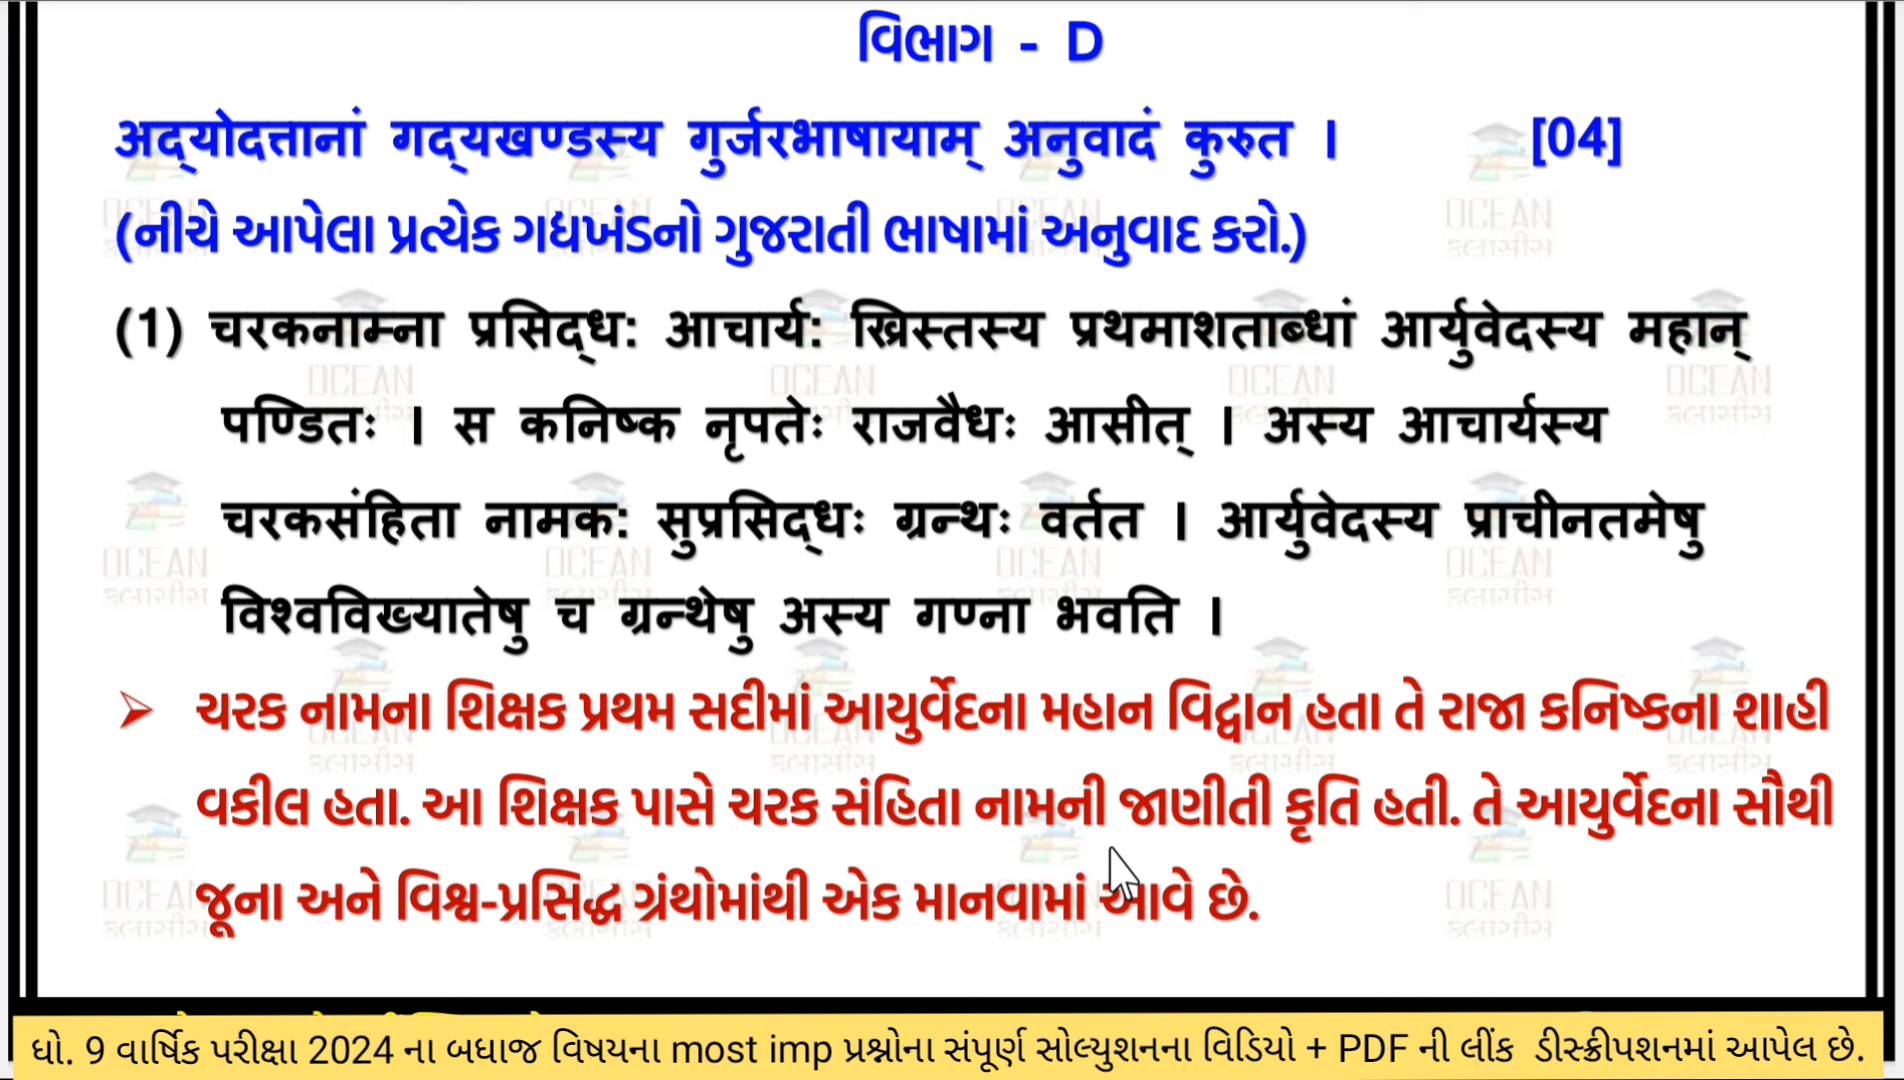 વિભાગ - D
अद्योदत्तानां गद्यखण्डस्य गुर्जरभाषायाम् अनुवादं कुरुत । [04]
(નીચે આપેલા પ્રત્યેક ગદ્યખંડનો ગુજરાતી ભાષામાં અનુવાદ કરો.)
(1) चरकनाम्ना प्रसिद्ध: आचार्य: ख्रिस्तस्य प्रथमाशताब्धां आर्युवेदस्य महान्
पण्डितः । स कनिष्क नृपतेः राजवैधः आसीत् । अस्य आचार्यस्य
चरकसंहिता नामक: सुप्रसिद्धः ग्रन्थः वर्तत । आर्युवेदस्य प्राचीनतमेषु
विश्वविख्यातेषु च ग्रन्थेषु अस्य गण्ना भवति ।
➢ ચરક નામના શિક્ષક પ્રથમ સદીમાં આયુર્વેદના મહાન વિદ્વાન હતા તે રાજા કનિષ્કના શાહી
વકીલ હતા. આ શિક્ષક પાસે ચરક સંહિતા નામની જાણીતી કૃતિ હતી. તે આયુર્વેદના સૌથી
જૂના અને વિશ્વ-પ્રસિદ્ધ ગ્રંથોમાંથી એક માનવામાં આવે છે.
ધો. 9 વાર્ષિક પરીક્ષા 2024 ના બધાજ વિષયના most imp પ્રશ્નોના સંપૂર્ણ સોલ્યુશનના વિડિયો + PDF ની લીંક ડીસ્ક્રીપશનમાં આપેલ છે.
OCEAN
કલાસીસ